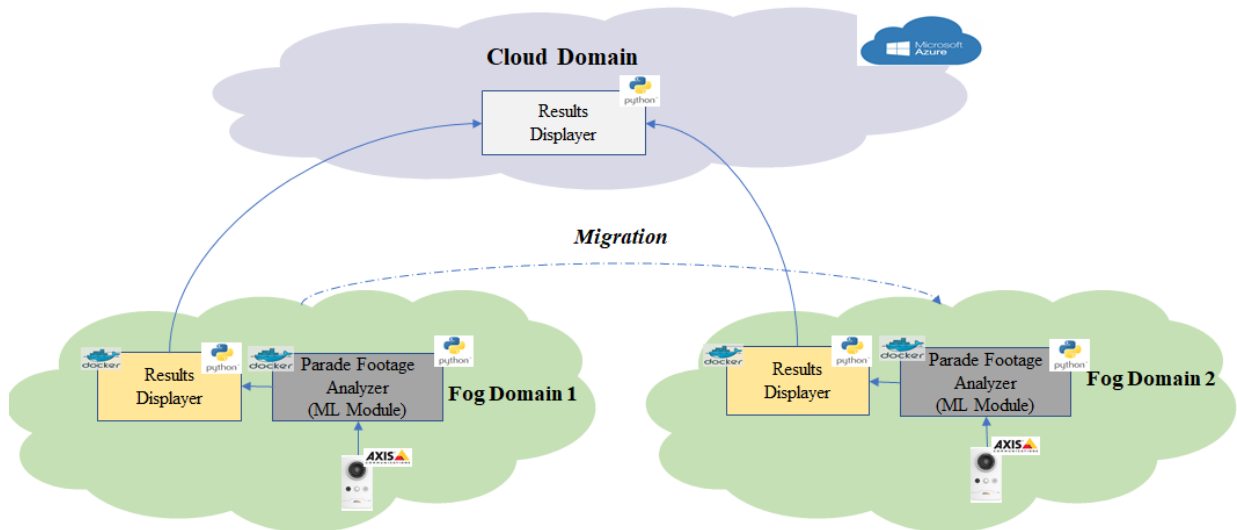 Microsoft
Azure
Cloud Domain
python
Results
Displayer
Migration
docker
python
docker
python
Results
Displayer
Parade Footage
Analyzer
(ML Module)
Fog Domain 1
AXIS
COMMUNICATIONS
docker
python
docker
python
Results
Displayer
Parade Footage
Analyzer
(ML Module)
Fog Domain 2
AXIS
COMMUNICATIONS